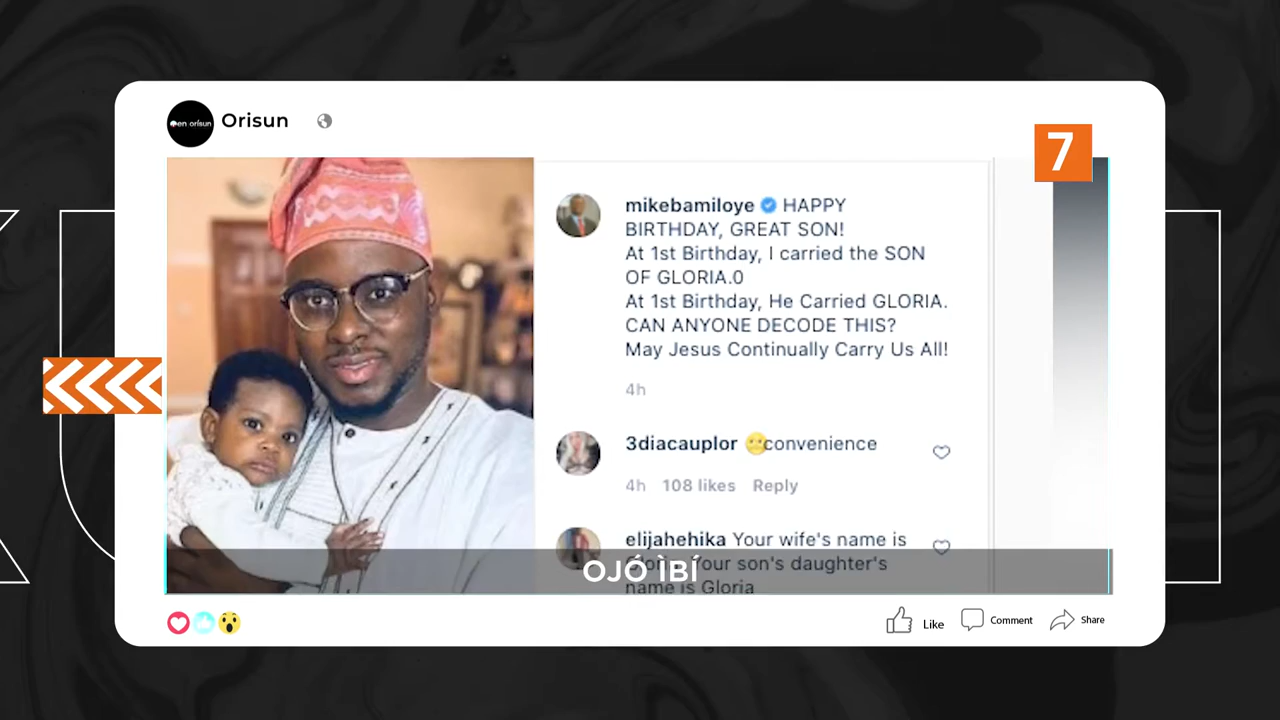 en orísun
Orisun
7
mikebamiloye HAPPY
BIRTHDAY, GREAT SON!
At 1st Birthday, I carried the SON
OF GLORIA.0
At 1st Birthday, He Carried GLORIA.
CAN ANYONE DECODE THIS?
May Jesus Continually Carry Us All!
4h
3diacauplor convenience
4h 108 likes Reply
elijahehika Your wife's name is
Your son's daughter's
name is Gloria
OJÓ ÌBÍ
Like
Comment
Share